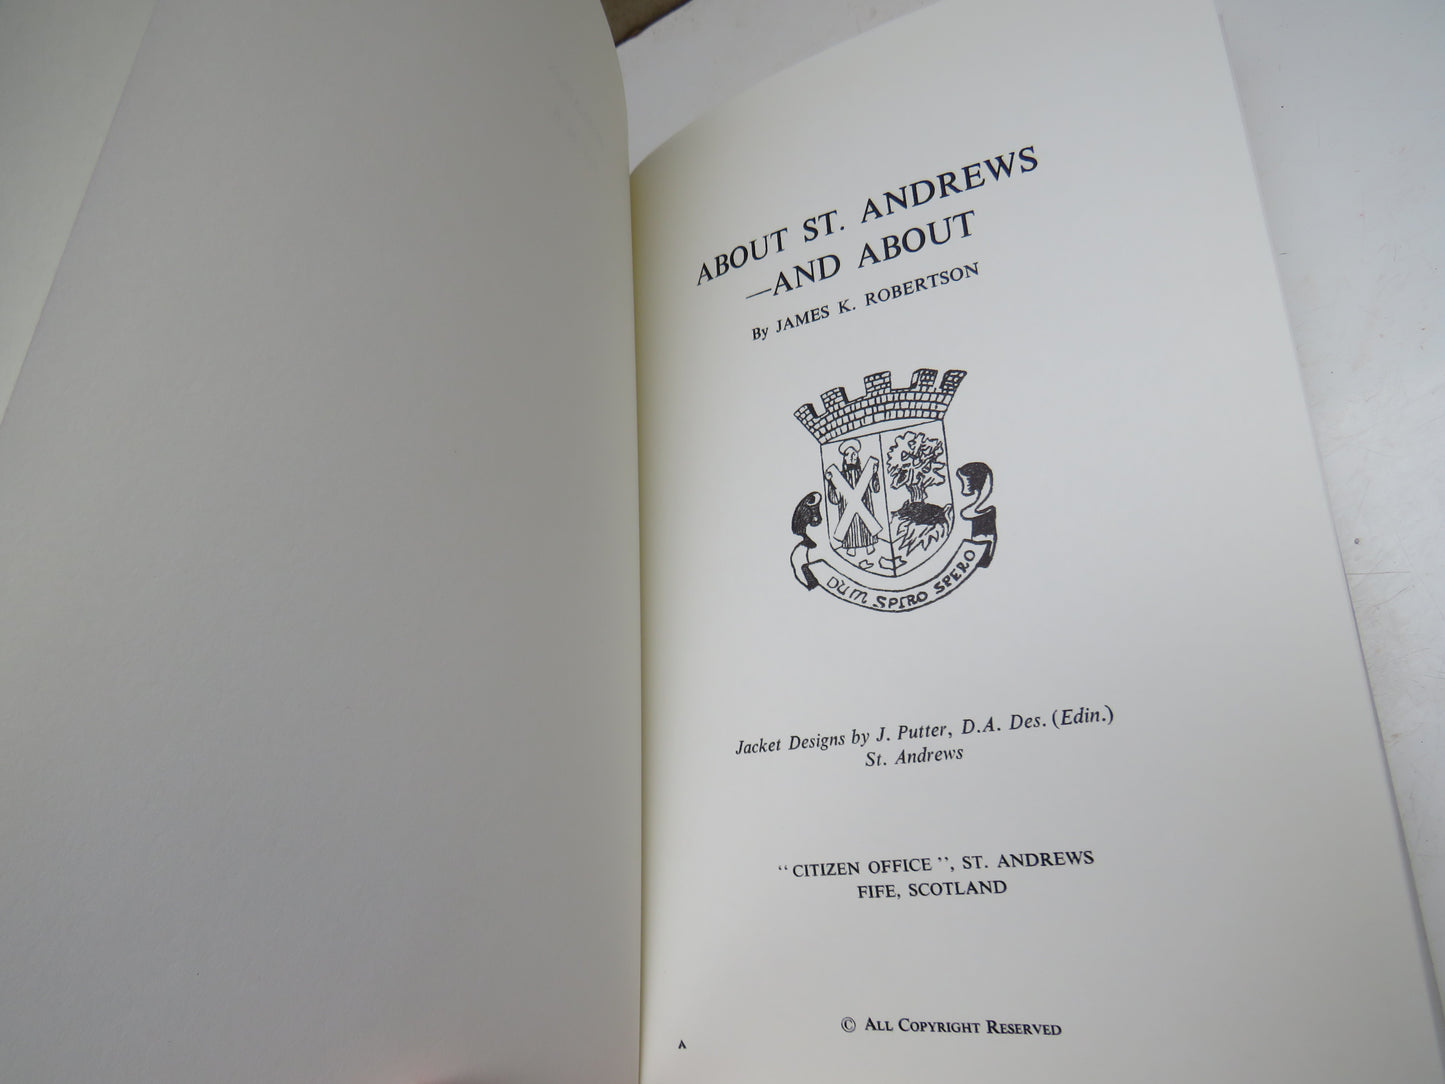 ABOUT ST. ANDREWS
—AND ABOUT
By JAMES K. ROBERTSON
DUM SPIRO SPERO
Jacket Designs by J. Putter, D.A. Des. (Edin.)
St. Andrews
“CITIZEN OFFICE”, ST. ANDREWS
FIFE, SCOTLAND
© ALL COPYRIGHT RESERVED
A